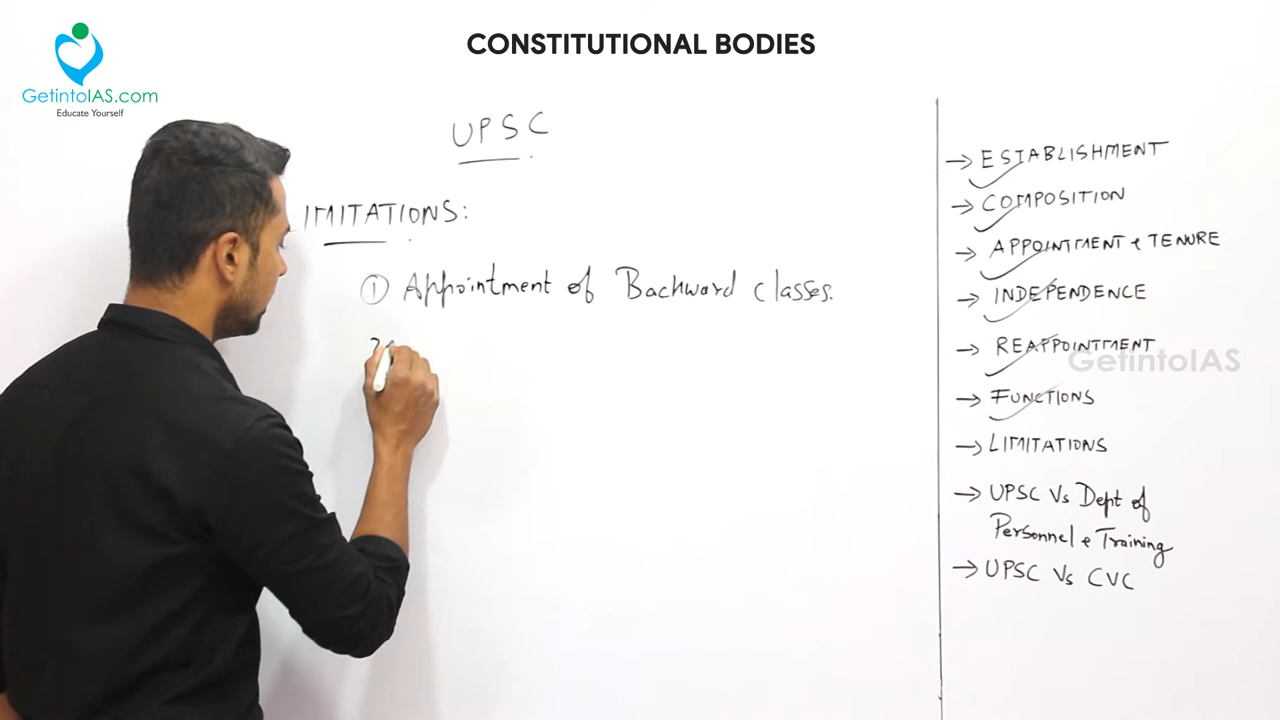 CONSTITUTIONAL BODIES
GetintoIAS.com
Educate Yourself
UPSC
IMITATIONS:
① Appointment of Backward classes.
→ ESTABLISHMENT
→ COMPOSITION
→ APPOINTMENT & TENURE
→ INDEPENDENCE
→ REAPPOINTMENT
GetintoIAS
→ FUNCTIONS
→ LIMITATIONS
→ UPSC Vs Dept of
Personnel & Training
→ UPSC Vs CVC